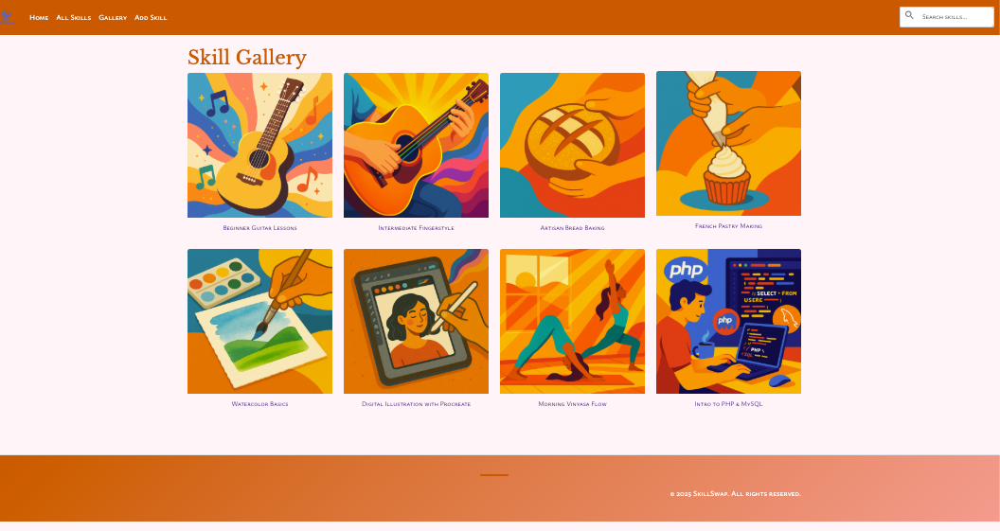 Home All Skills Gallery Add Skill
Search skills...
Skill Gallery
Beginner Guitar Lessons
Intermediate Fingerstyle
Artisan Bread Baking
French Pastry Making
php
SELECT * FROM
USERE
php
PHP
SQL
Watercolor Basics
Digital Illustration with Procreate
Morning Vinyasa Flow
Intro to PHP & MySQL
© 2025 SkillSwap. All rights reserved.